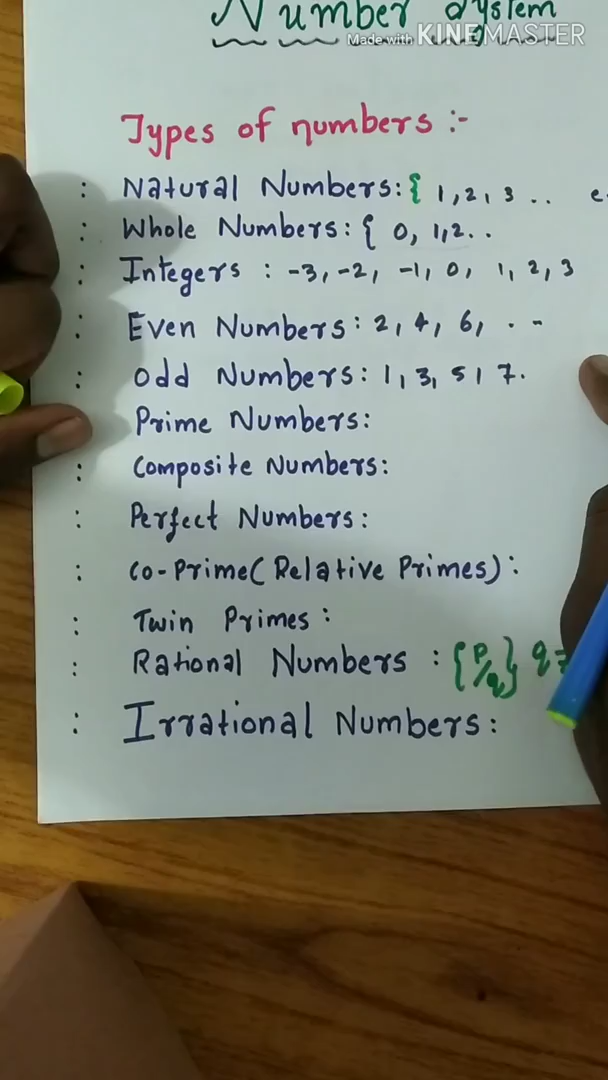 Number System
Made with KINEMASTER
Types of numbers :-
: Natural Numbers: { 1, 2, 3 ..
: Whole Numbers: { 0, 1, 2..
: Integers : -3, -2, -1, 0, 1, 2, 3
: Even Numbers: 2, 4, 6, . -
: Odd Numbers: 1, 3, 5, 7.
Prime Numbers:
: Composite Numbers:
: Perfect Numbers:
: Co-Prime( Relative Primes):
: Twin Primes:
: Rational Numbers : {P/q} q
: Irrational Numbers: